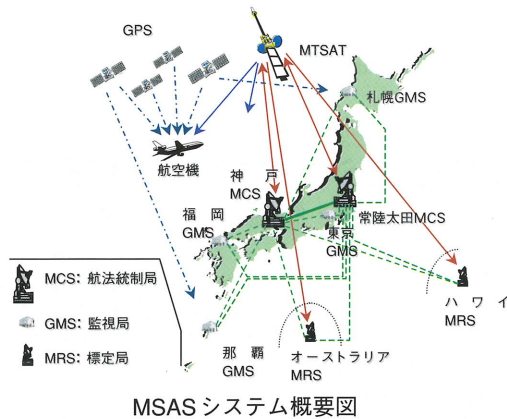 GPS
MTSAT
札幌GMS
航空機
神 戸
MCS
福 岡
GMS
常陸太田MCS
東京
GMS
MCS：航法統制局
GMS：監視局
MRS：標定局
ハ ワ イ
MRS
那 覇
GMS
オーストラリア
MRS
MSASシステム概要図